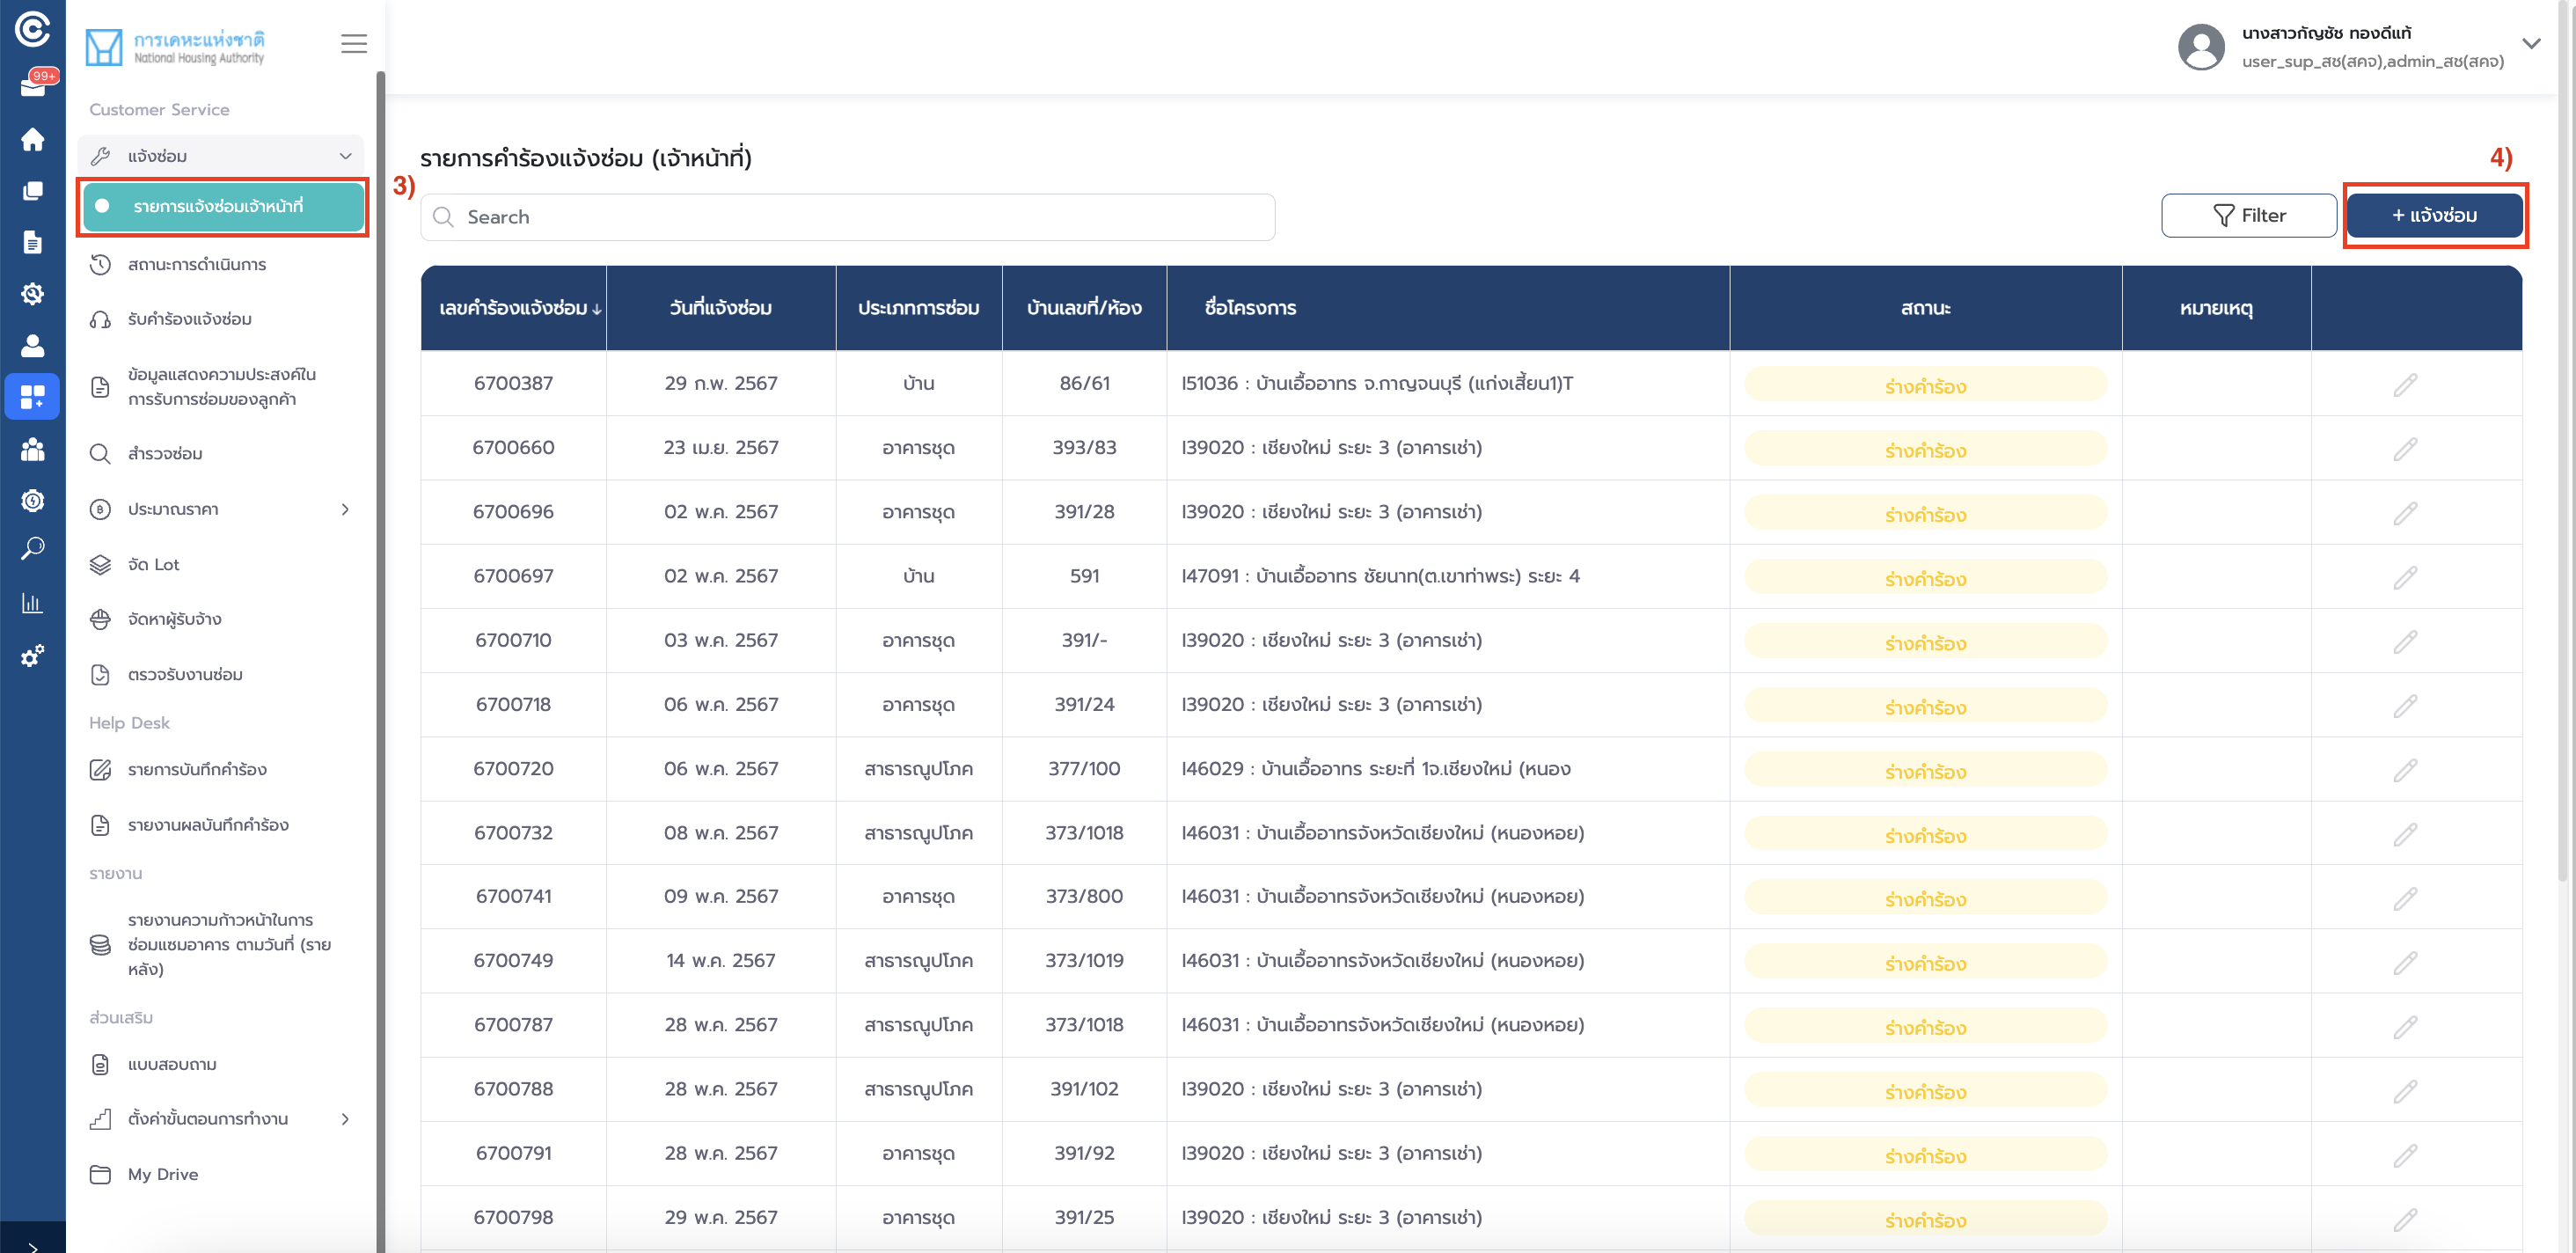 99+
การเคหะแห่งชาติ
National Housing Authority
นางสาวกัญชัช ทองดีแท้
user_sup_สช(สคจ),admin_สช(สคจ)
Customer Service
แจ้งซ่อม
รายการแจ้งซ่อมเจ้าหน้าที่
สถานะการดำเนินการ
รับคำร้องแจ้งซ่อม
ข้อมูลแสดงความประสงค์ใน
การรับการซ่อมของลูกค้า
สำรวจซ่อม
ประมาณราคา
จัด Lot
จัดหาผู้รับจ้าง
ตรวจรับงานซ่อม
Help Desk
รายการบันทึกคำร้อง
รายงานผลบันทึกคำร้อง
รายงาน
รายงานความก้าวหน้าในการ
ซ่อมแซมอาคาร ตามวันที่ (ราย
หลัง)
ส่วนเสริม
แบบสอบถาม
ตั้งค่าขั้นตอนการทำงาน
My Drive
รายการคำร้องแจ้งซ่อม (เจ้าหน้าที่)
3)
4)
Search
Filter
+ แจ้งซ่อม
เลขคำร้องแจ้งซ่อม ↓ วันที่แจ้งซ่อม ประเภทการซ่อม บ้านเลขที่/ห้อง ชื่อโครงการ สถานะ หมายเหตุ
6700387 29 ก.พ. 2567 บ้าน 86/61 I51036 : บ้านเอื้ออาทร จ.กาญจนบุรี (แก่งเสี้ยน1)T ร่างคำร้อง
6700660 23 เม.ย. 2567 อาคารชุด 393/83 I39020 : เชียงใหม่ ระยะ 3 (อาคารเช่า) ร่างคำร้อง
6700696 02 พ.ค. 2567 อาคารชุด 391/28 I39020 : เชียงใหม่ ระยะ 3 (อาคารเช่า) ร่างคำร้อง
6700697 02 พ.ค. 2567 บ้าน 591 I47091 : บ้านเอื้ออาทร ชัยนาท(ต.เขาท่าพระ) ระยะ 4 ร่างคำร้อง
6700710 03 พ.ค. 2567 อาคารชุด 391/- I39020 : เชียงใหม่ ระยะ 3 (อาคารเช่า) ร่างคำร้อง
6700718 06 พ.ค. 2567 อาคารชุด 391/24 I39020 : เชียงใหม่ ระยะ 3 (อาคารเช่า) ร่างคำร้อง
6700720 06 พ.ค. 2567 สาธารณูปโภค 377/100 I46029 : บ้านเอื้ออาทร ระยะที่ 1จ.เชียงใหม่ (หนอง ร่างคำร้อง
6700732 08 พ.ค. 2567 สาธารณูปโภค 373/1018 I46031 : บ้านเอื้ออาทรจังหวัดเชียงใหม่ (หนองหอย) ร่างคำร้อง
6700741 09 พ.ค. 2567 อาคารชุด 373/800 I46031 : บ้านเอื้ออาทรจังหวัดเชียงใหม่ (หนองหอย) ร่างคำร้อง
6700749 14 พ.ค. 2567 สาธารณูปโภค 373/1019 I46031 : บ้านเอื้ออาทรจังหวัดเชียงใหม่ (หนองหอย) ร่างคำร้อง
6700787 28 พ.ค. 2567 สาธารณูปโภค 373/1018 I46031 : บ้านเอื้ออาทรจังหวัดเชียงใหม่ (หนองหอย) ร่างคำร้อง
6700788 28 พ.ค. 2567 สาธารณูปโภค 391/102 I39020 : เชียงใหม่ ระยะ 3 (อาคารเช่า) ร่างคำร้อง
6700791 28 พ.ค. 2567 อาคารชุด 391/92 I39020 : เชียงใหม่ ระยะ 3 (อาคารเช่า) ร่างคำร้อง
6700798 29 พ.ค. 2567 อาคารชุด 391/25 I39020 : เชียงใหม่ ระยะ 3 (อาคารเช่า) ร่างคำร้อง